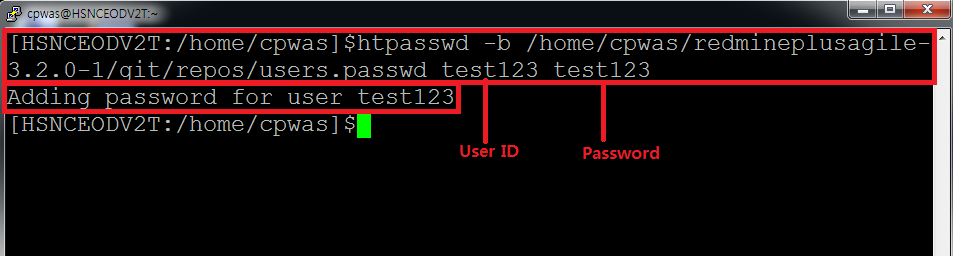 cpwas@HSNCEODV2T:~
[HSNCEODV2T:/home/cpwas]$htpasswd -b /home/cpwas/redmineplusagile-
3.2.0-1/git/repos/users.passwd test123 test123
Adding password for user test123
[HSNCEODV2T:/home/cpwas]$
User ID
Password